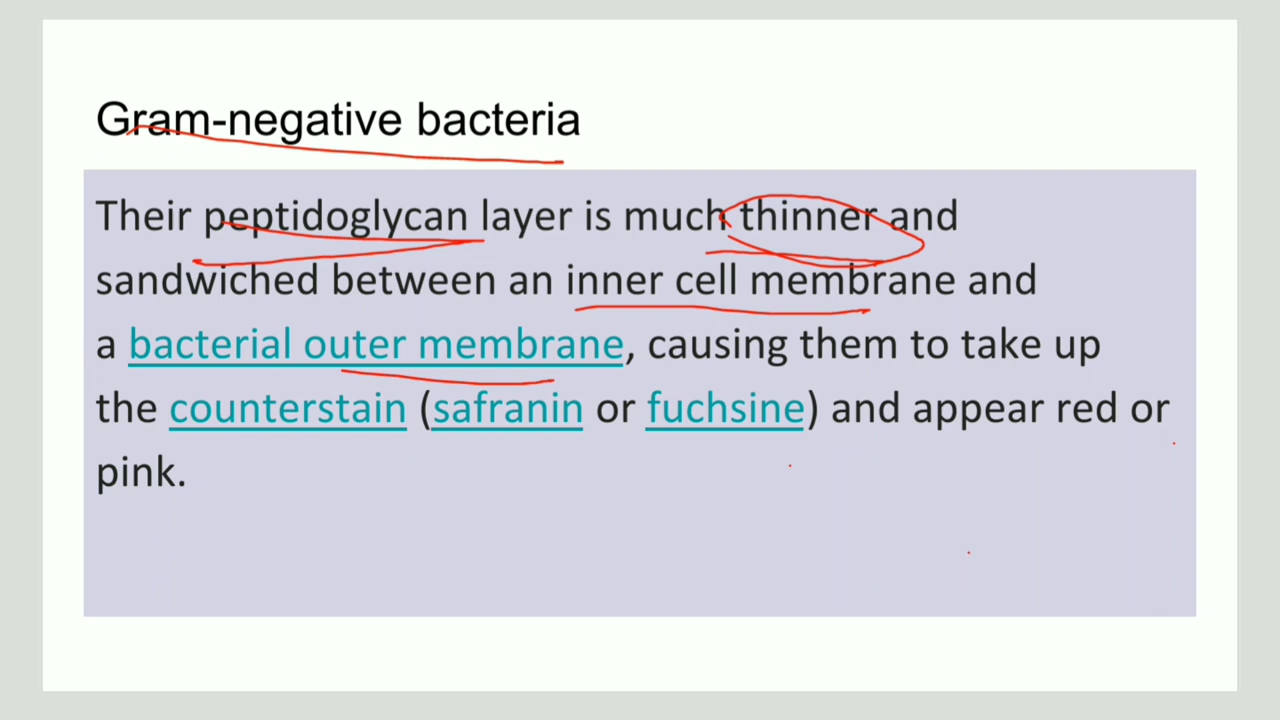 Gram-negative bacteria
Their peptidoglycan layer is much thinner and
sandwiched between an inner cell membrane and
a bacterial outer membrane, causing them to take up
the counterstain (safranin or fuchsine) and appear red or
pink.